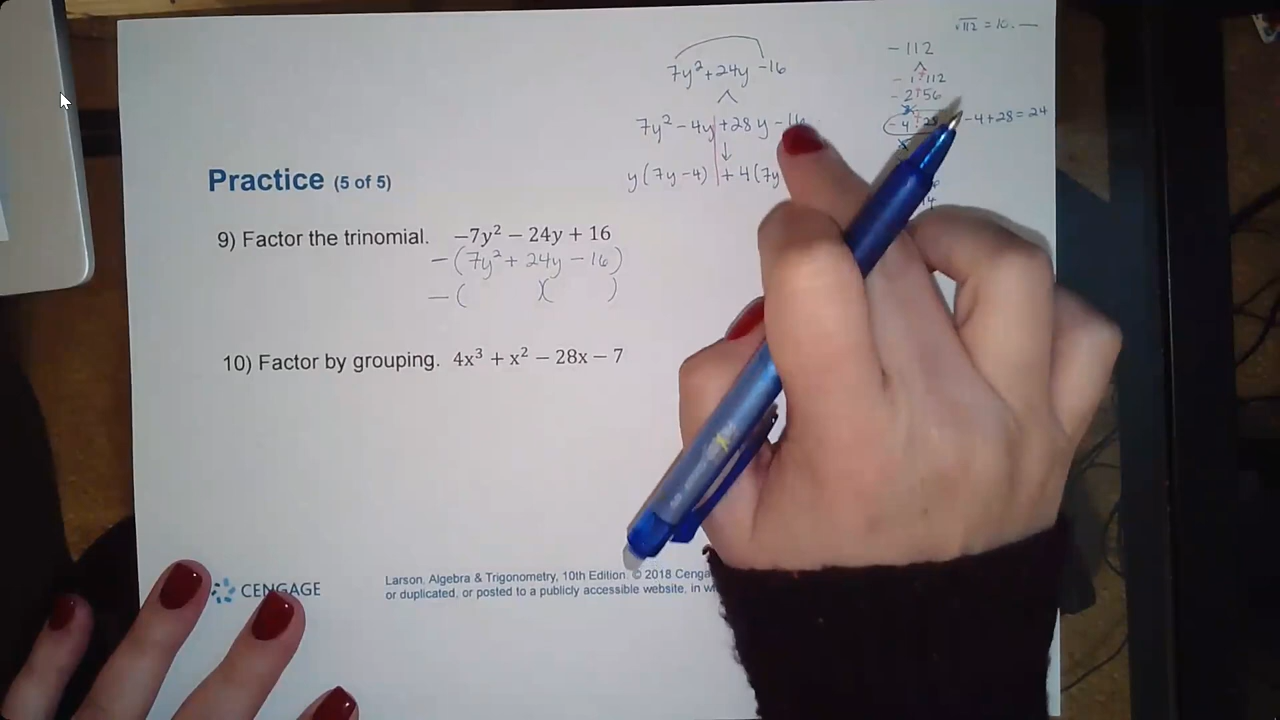 √112 = 10. —
7y² + 24y - 16
- 112
- 1 · 112
- 2 · 56
- 4 · 28
- 4 + 28 = 24
7y² - 4y + 28y - 16
y(7y - 4) + 4(7y
Practice (5 of 5)
9) Factor the trinomial. −7y² − 24y + 16
- (7y² + 24y - 16)
- ( )( )
10) Factor by grouping. 4x³ + x² − 28x − 7
CENGAGE
Larson, Algebra & Trigonometry, 10th Edition. © 2018 Cenga
or duplicated, or posted to a publicly accessible website, in w